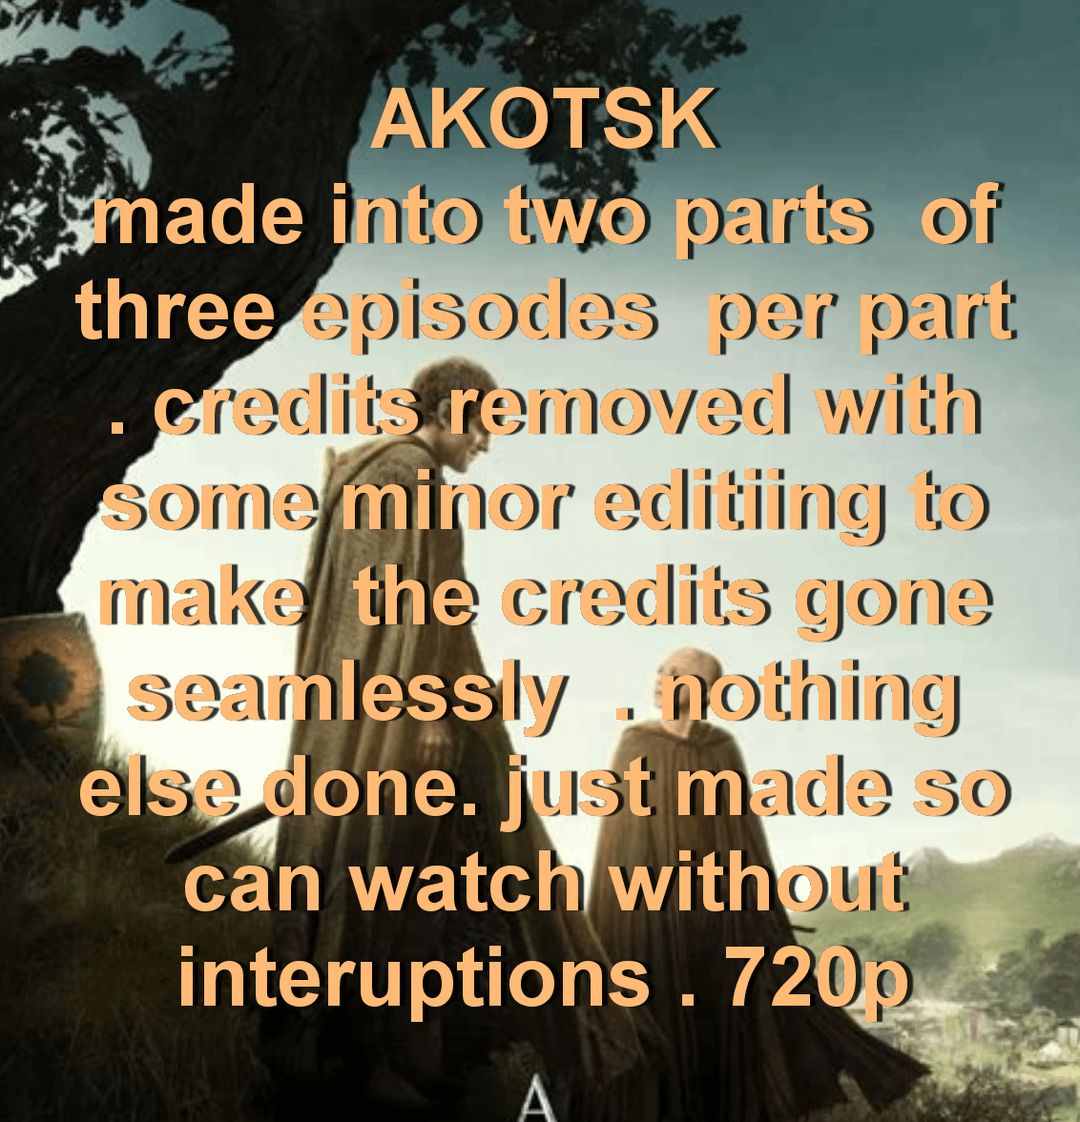 AKOTSK
made into two parts  of
three episodes  per part
. credits removed with
some minor editiing to
make  the credits gone
seamlessly  . nothing
else done. just made so
can watch without
interuptions . 720p
A